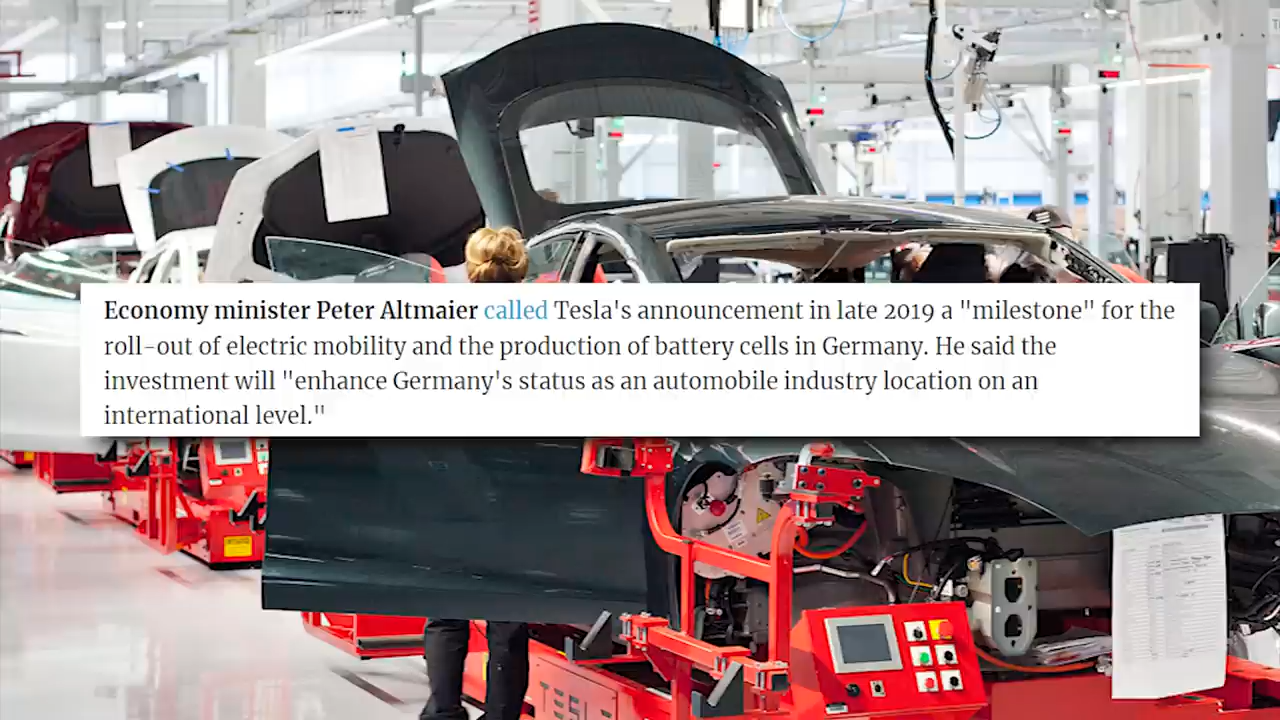 Economy minister Peter Altmaier called Tesla's announcement in late 2019 a "milestone" for the
roll-out of electric mobility and the production of battery cells in Germany. He said the
investment will "enhance Germany's status as an automobile industry location on an
international level."
TESLA